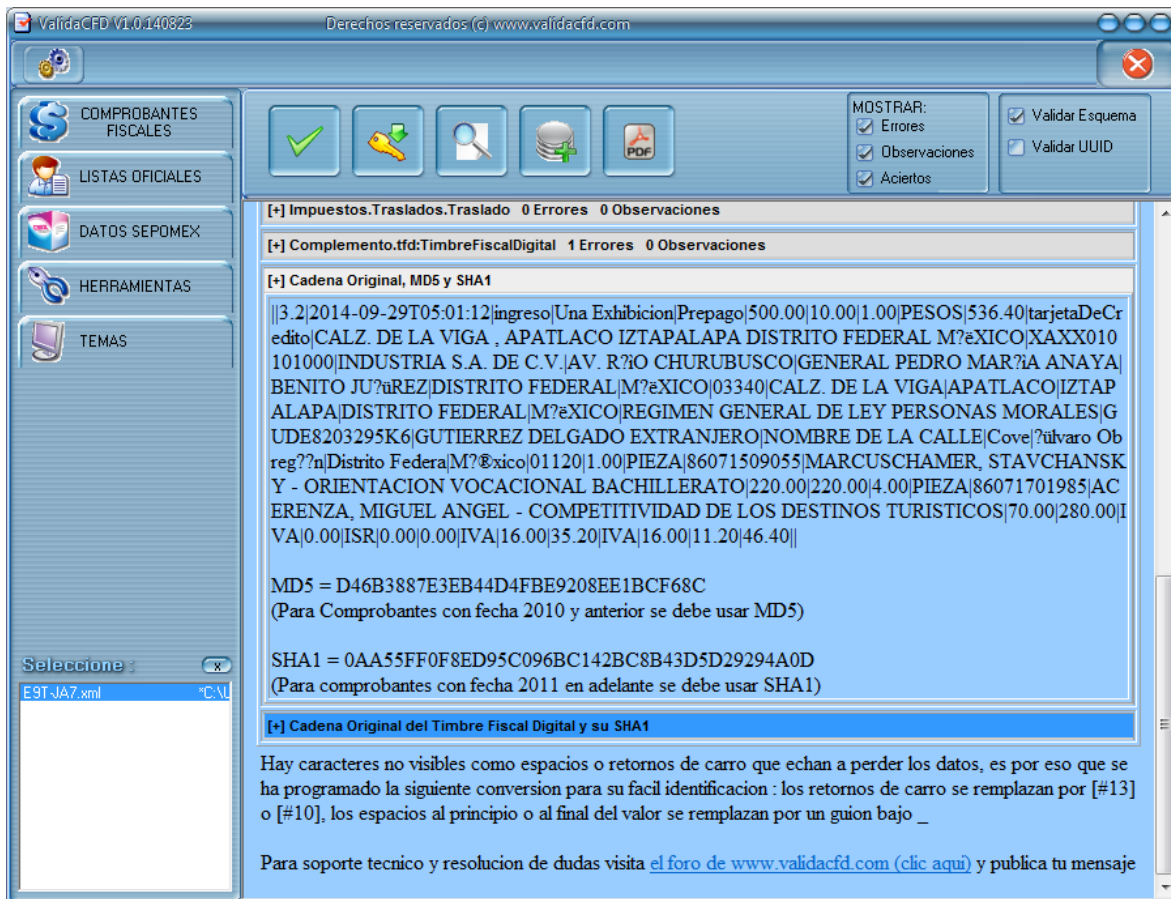 ValidaCFD V1.0.140823
Derechos reservados (c) www.validacfd.com
COMPROBANTES
FISCALES
LISTAS OFICIALES
DATOS SEPOMEX
HERRAMIENTAS
TEMAS
PDF
MOSTRAR:
Errores
Observaciones
Aciertos
Validar Esquema
Validar UUID
[+] Impuestos.Traslados.Traslado 0 Errores 0 Observaciones
[+] Complemento.tfd:TimbreFiscalDigital 1 Errores 0 Observaciones
[+] Cadena Original, MD5 y SHA1
||3.2|2014-09-29T05:01:12|ingreso|Una Exhibicion|Prepago|500.00|10.00|1.00|PESOS|536.40|tarjetaDeCr
edito|CALZ. DE LA VIGA , APATLACO IZTAPALAPA DISTRITO FEDERAL M?ëXICO|XAXX010
101000|INDUSTRIA S.A. DE C.V.|AV. R?iO CHURUBUSCO|GENERAL PEDRO MAR?iA ANAYA|
BENITO JU?üREZ|DISTRITO FEDERAL|M?ëXICO|03340|CALZ. DE LA VIGA|APATLACO|IZTAP
ALAPA|DISTRITO FEDERAL|M?ëXICO|REGIMEN GENERAL DE LEY PERSONAS MORALES|G
UDE8203295K6|GUTIERREZ DELGADO EXTRANJERO|NOMBRE DE LA CALLE|Cove|?ülvaro Ob
reg??n|Distrito Federa|M?®xico|01120|1.00|PIEZA|86071509055|MARCUSCHAMER, STAVCHANSK
Y - ORIENTACION VOCACIONAL BACHILLERATO|220.00|220.00|4.00|PIEZA|86071701985|AC
ERENZA, MIGUEL ANGEL - COMPETITIVIDAD DE LOS DESTINOS TURISTICOS|70.00|280.00|I
VA|0.00|ISR|0.00|0.00|IVA|16.00|35.20|IVA|16.00|11.20|46.40||
MD5 = D46B3887E3EB44D4FBE9208EE1BCF68C
(Para Comprobantes con fecha 2010 y anterior se debe usar MD5)
SHA1 = 0AA55FF0F8ED95C096BC142BC8B43D5D29294A0D
(Para comprobantes con fecha 2011 en adelante se debe usar SHA1)
[+] Cadena Original del Timbre Fiscal Digital y su SHA1
Hay caracteres no visibles como espacios o retornos de carro que echan a perder los datos, es por eso que se
ha programado la siguiente conversion para su facil identificacion : los retornos de carro se remplazan por [#13]
o [#10], los espacios al principio o al final del valor se remplazan por un guion bajo _
Para soporte tecnico y resolucion de dudas visita el foro de www.validacfd.com (clic aqui) y publica tu mensaje
Seleccione :
x
E9T-JA7.xml *C:\U